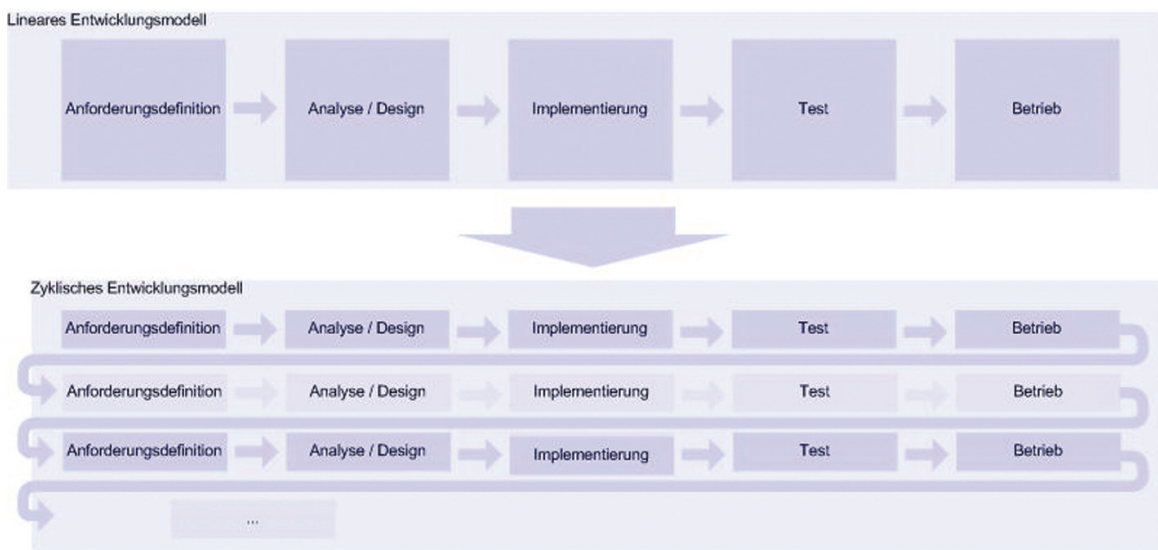 Lineares Entwicklungsmodell
Anforderungsdefinition Analyse / Design Implementierung Test Betrieb
Zyklisches Entwicklungsmodell
Anforderungsdefinition Analyse / Design Implementierung Test Betrieb
Anforderungsdefinition Analyse / Design Implementierung Test Betrieb
Anforderungsdefinition Analyse / Design Implementierung Test Betrieb
...